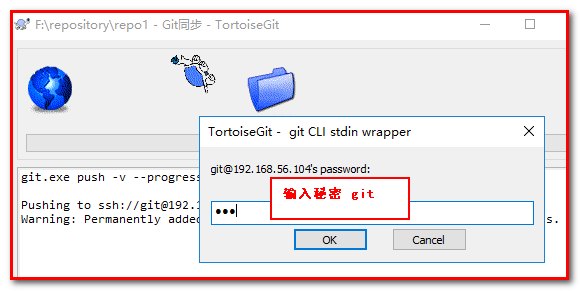 F:\repository\repo1 - Git同步 - TortoiseGit
TortoiseGit - git CLI stdin wrapper
git@192.168.56.104's password:
输入秘密 git
OK
Cancel
git.exe push -v --progres
Pushing to ssh://git@192.1
Warning: Permanently added
s.